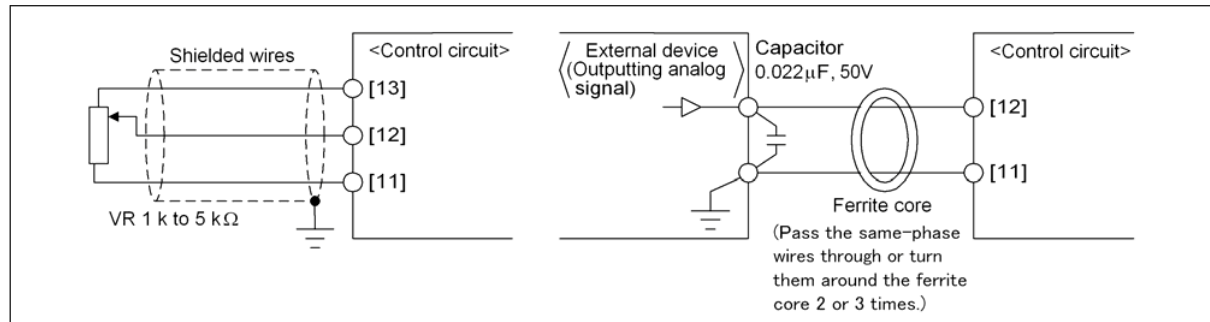 Shielded wires
<Control circuit>
[13]
[12]
[11]
VR 1 k to 5 kΩ
External device
(Outputting analog
signal)
Capacitor
0.022μF, 50V
<Control circuit>
[12]
[11]
Ferrite core
(Pass the same-phase
wires through or turn
them around the ferrite
core 2 or 3 times.)